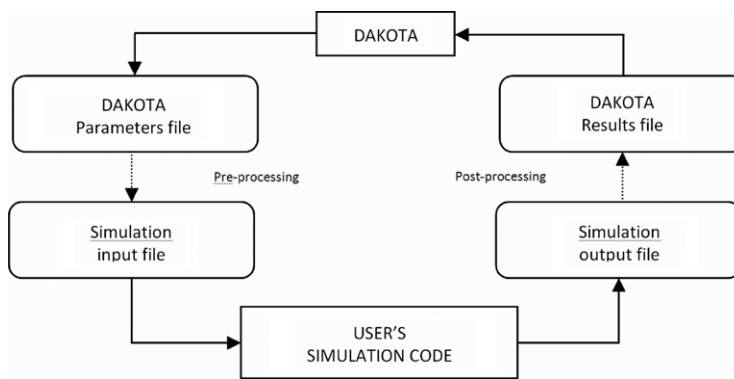 DAKOTA
DAKOTA
Parameters file
DAKOTA
Results file
Pre-processing
Post-processing
Simulation
input file
Simulation
output file
USER'S
SIMULATION CODE